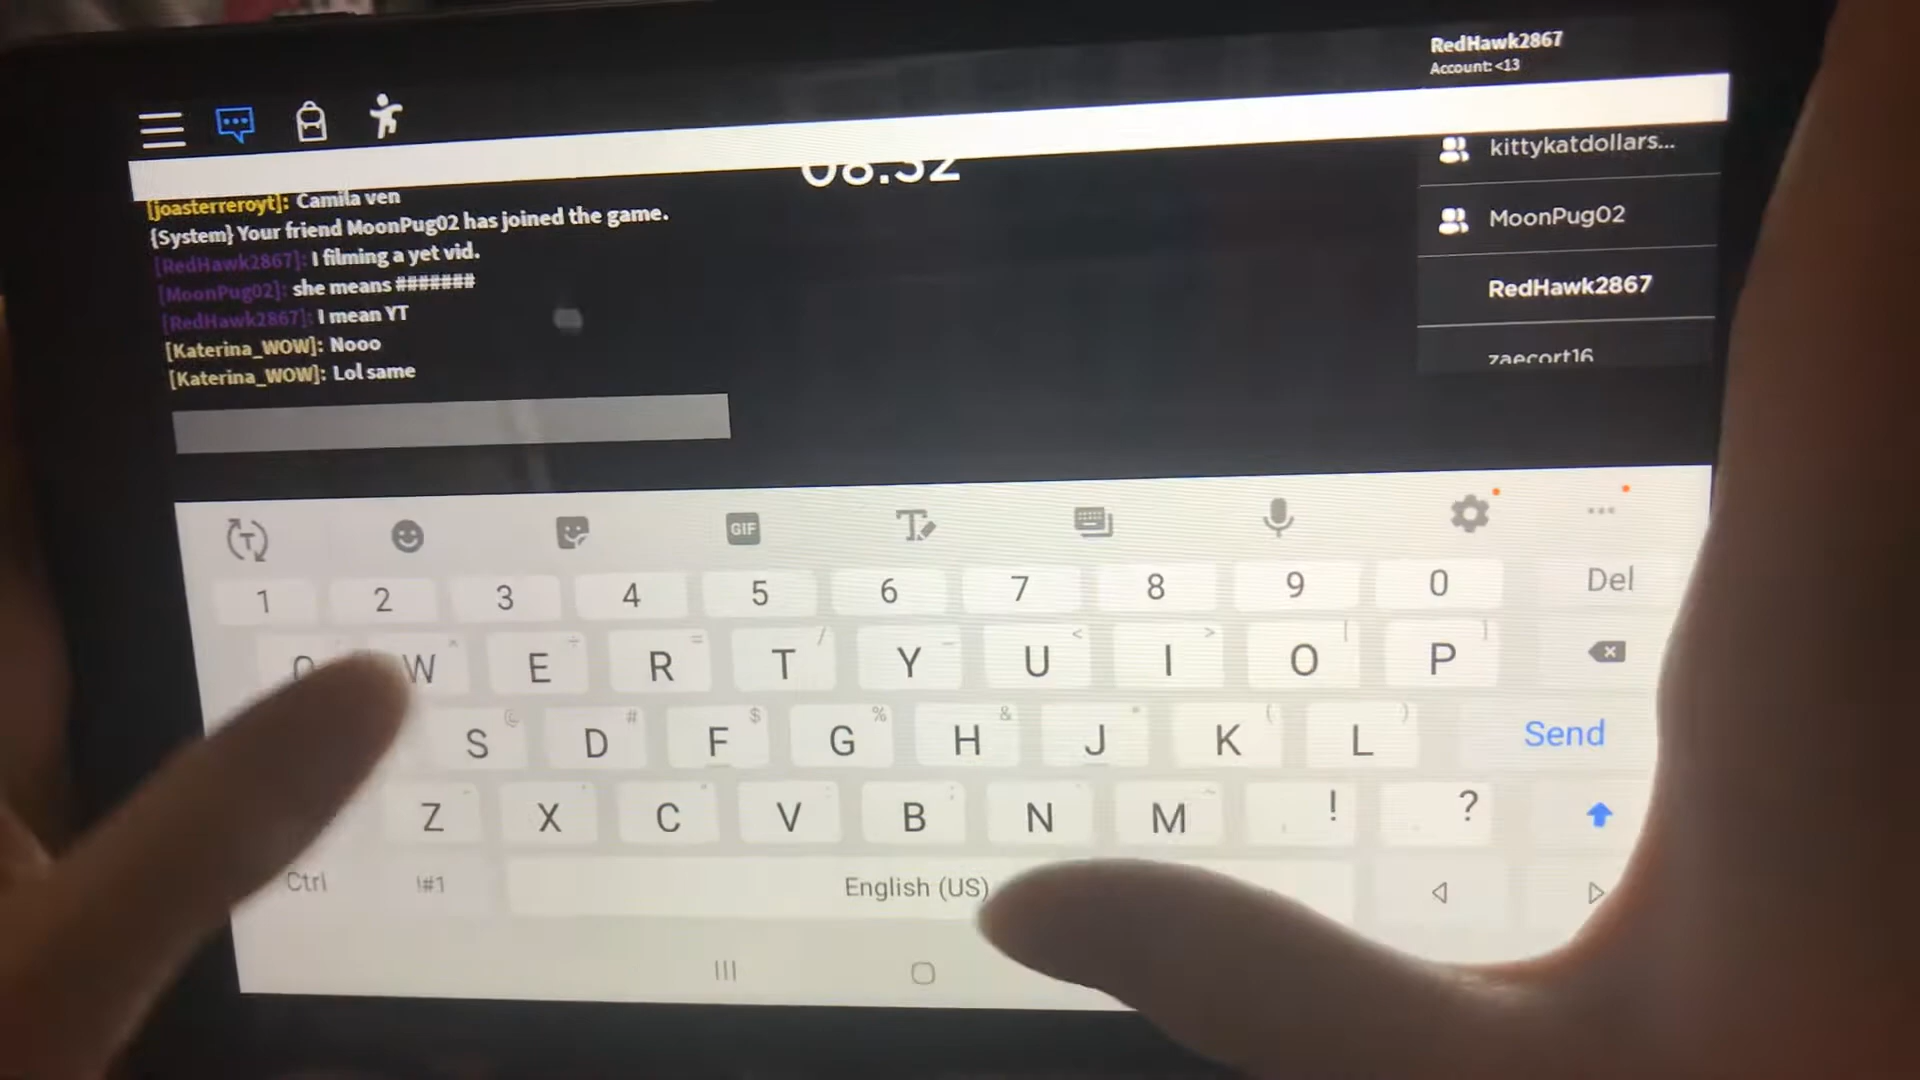 RedHawk2867
Account: <13
08:32
kittykatdollars...
MoonPug02
RedHawk2867
zaecort16
[joasterreroyt]: Camila ven
{System} Your friend MoonPug02 has joined the game.
[RedHawk2867]: I filming a yet vid.
[MoonPug02]: she means #######
[RedHawk2867]: I mean YT
[Katerina_WOW]: Nooo
[Katerina_WOW]: Lol same
T GIF T
1 2 3 4 5 6 7 8 9 0 Del
W E R T Y U I O P
S D F G H J K L Send
Z X C V B N M ! ?
Ctrl !#1 English (US)